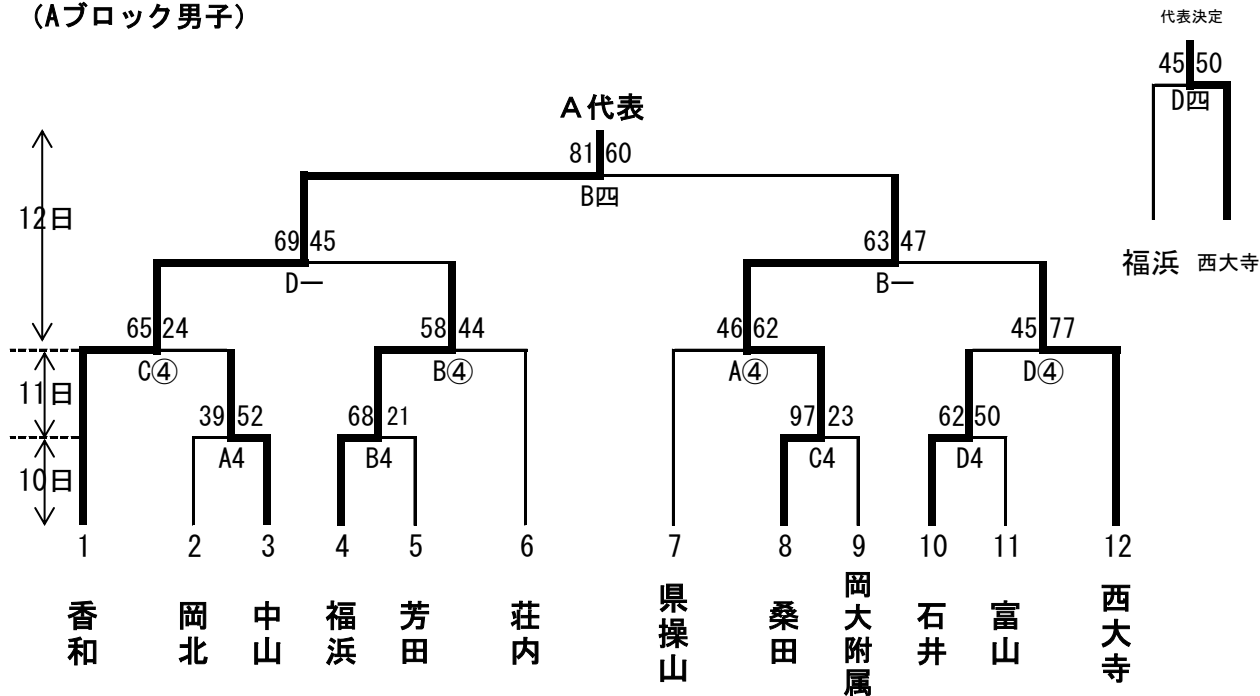 (Aブロック男子)
代表決定
45 50
D四
福浜 西大寺
A代表
81 60
B四
12日
69 45
D一
63 47
B一
65 24
C④
58 44
B④
46 62
A④
45 77
D④
11日
39 52
A4
68 21
B4
97 23
C4
62 50
D4
10日
1 2 3 4 5 6 7 8 9 10 11 12
香和
岡北
中山
福浜
芳田
荘内
県操山
桑田
岡大附属
石井
富山
西大寺